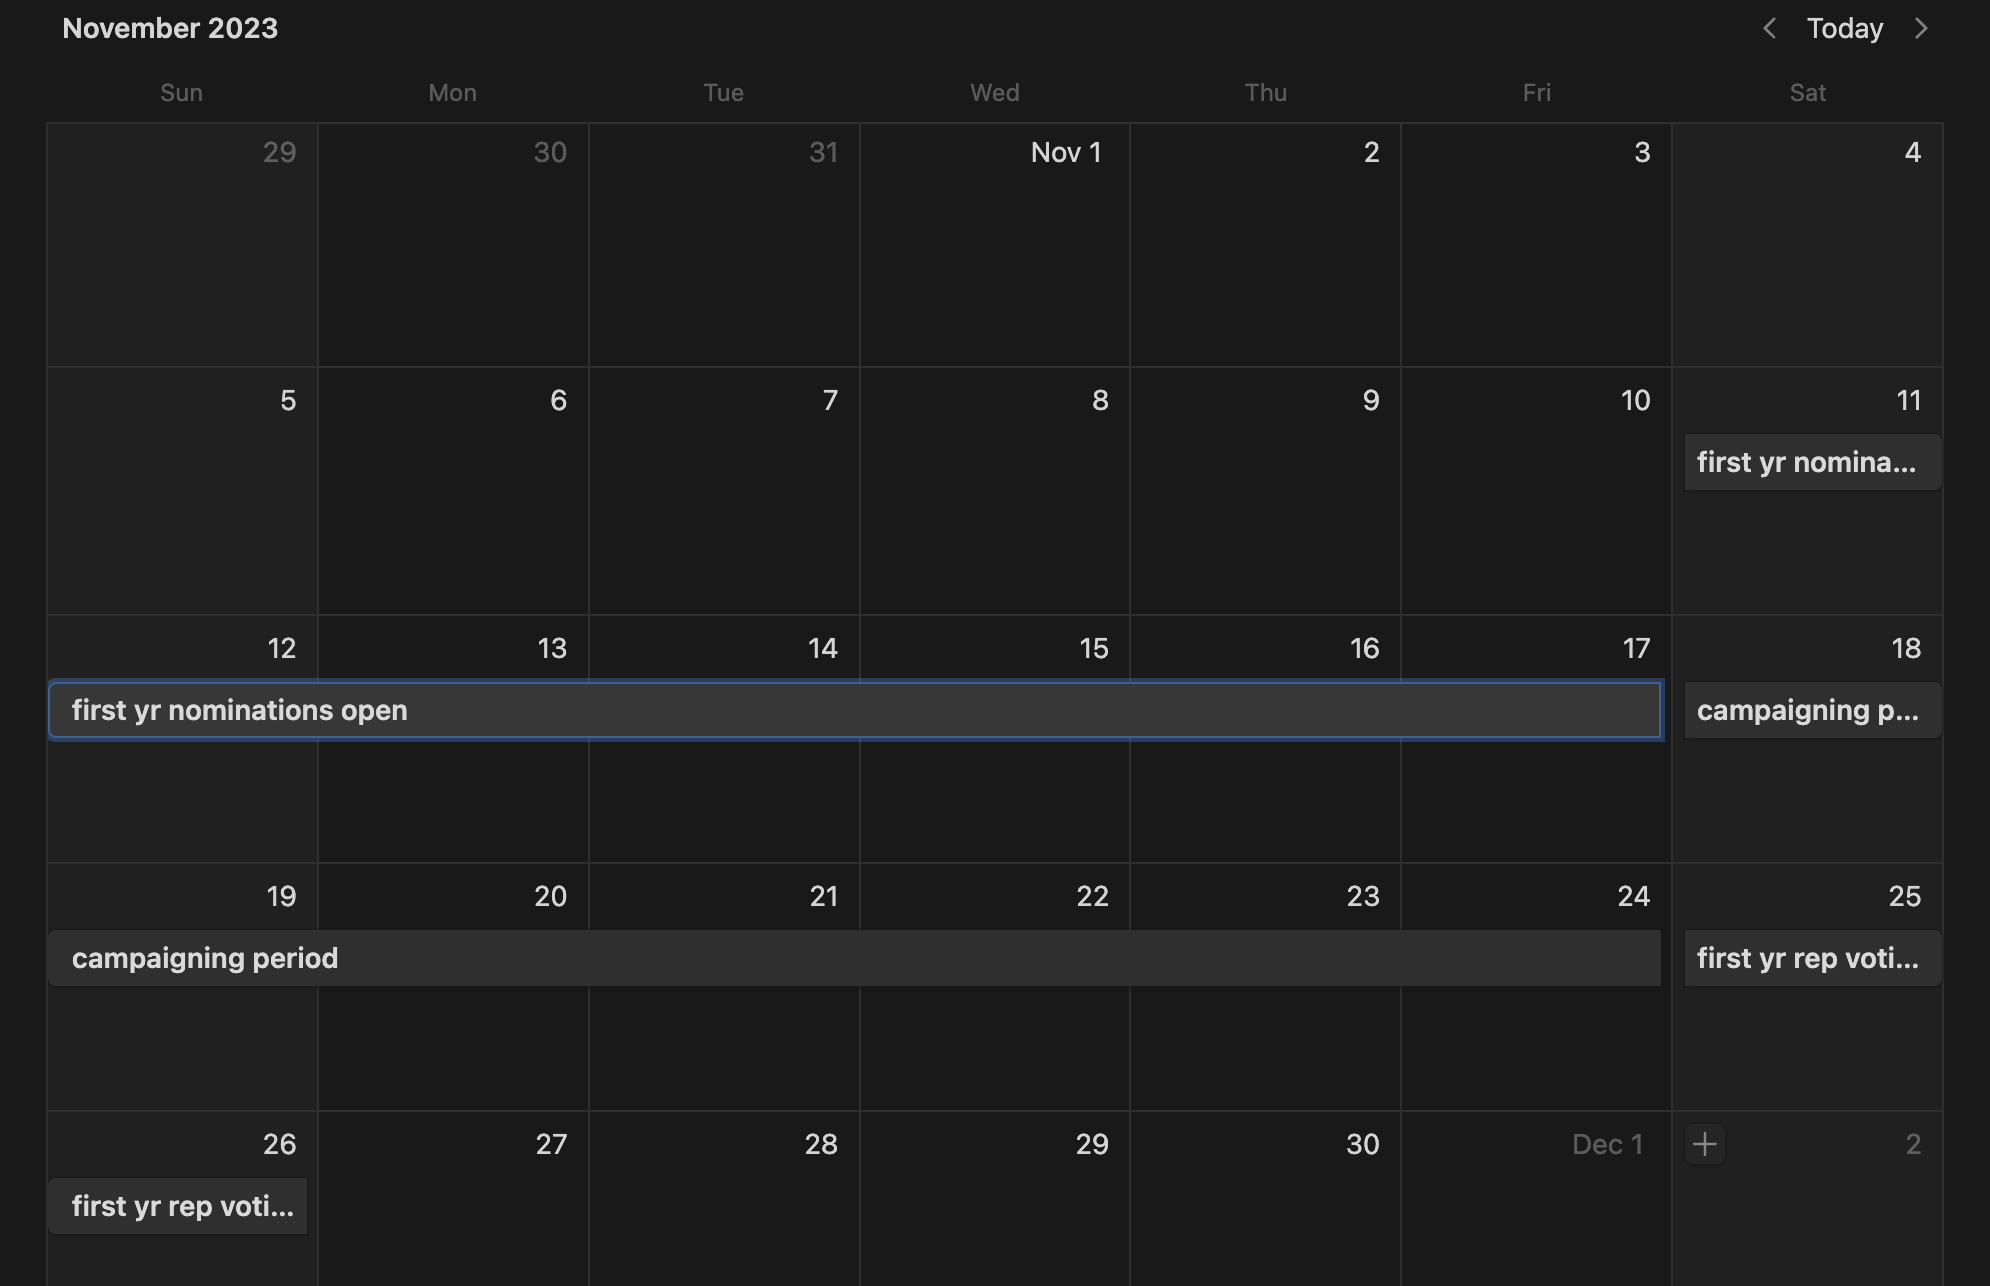 November 2023
Today
Sun Mon Tue Wed Thu Fri Sat
29 30 31 Nov 1 2 3 4
5 6 7 8 9 10 11
first yr nomina...
12 13 14 15 16 17 18
first yr nominations open campaigning p...
19 20 21 22 23 24 25
campaigning period first yr rep voti...
26 27 28 29 30 Dec 1 2
first yr rep voti...